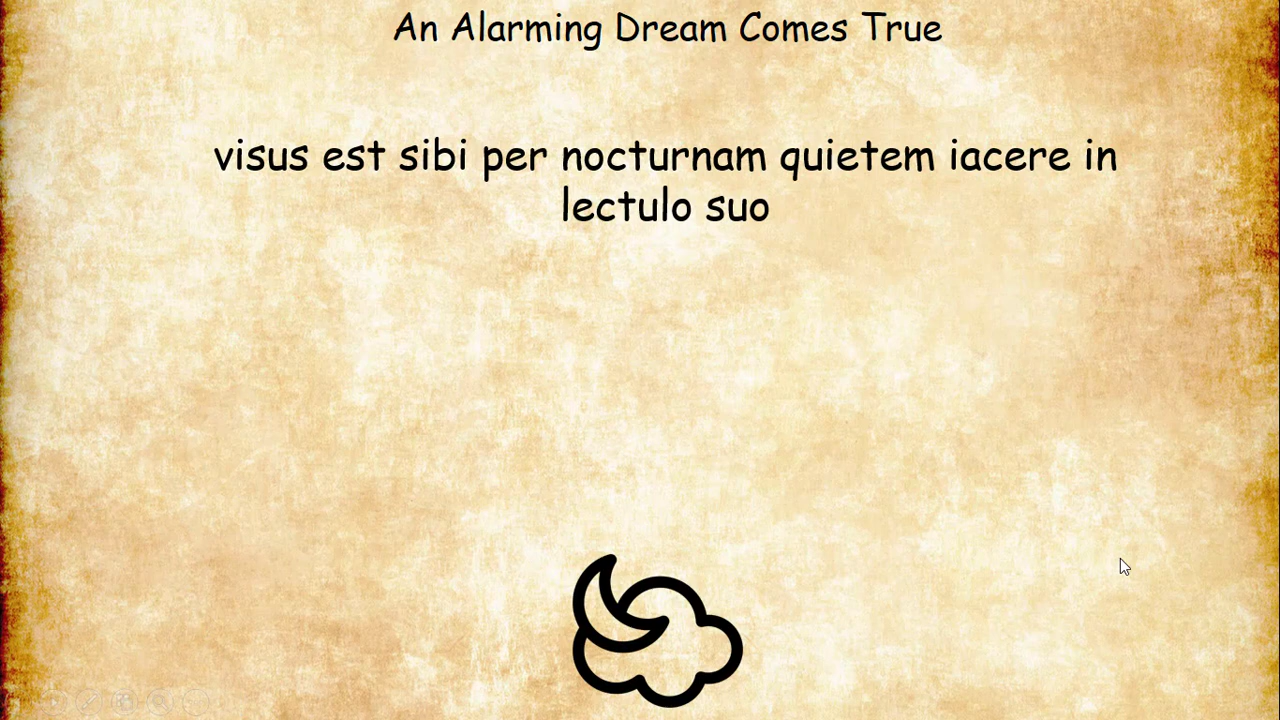 An Alarming Dream Comes True
visus est sibi per nocturnam quietem iacere in
lectulo suo